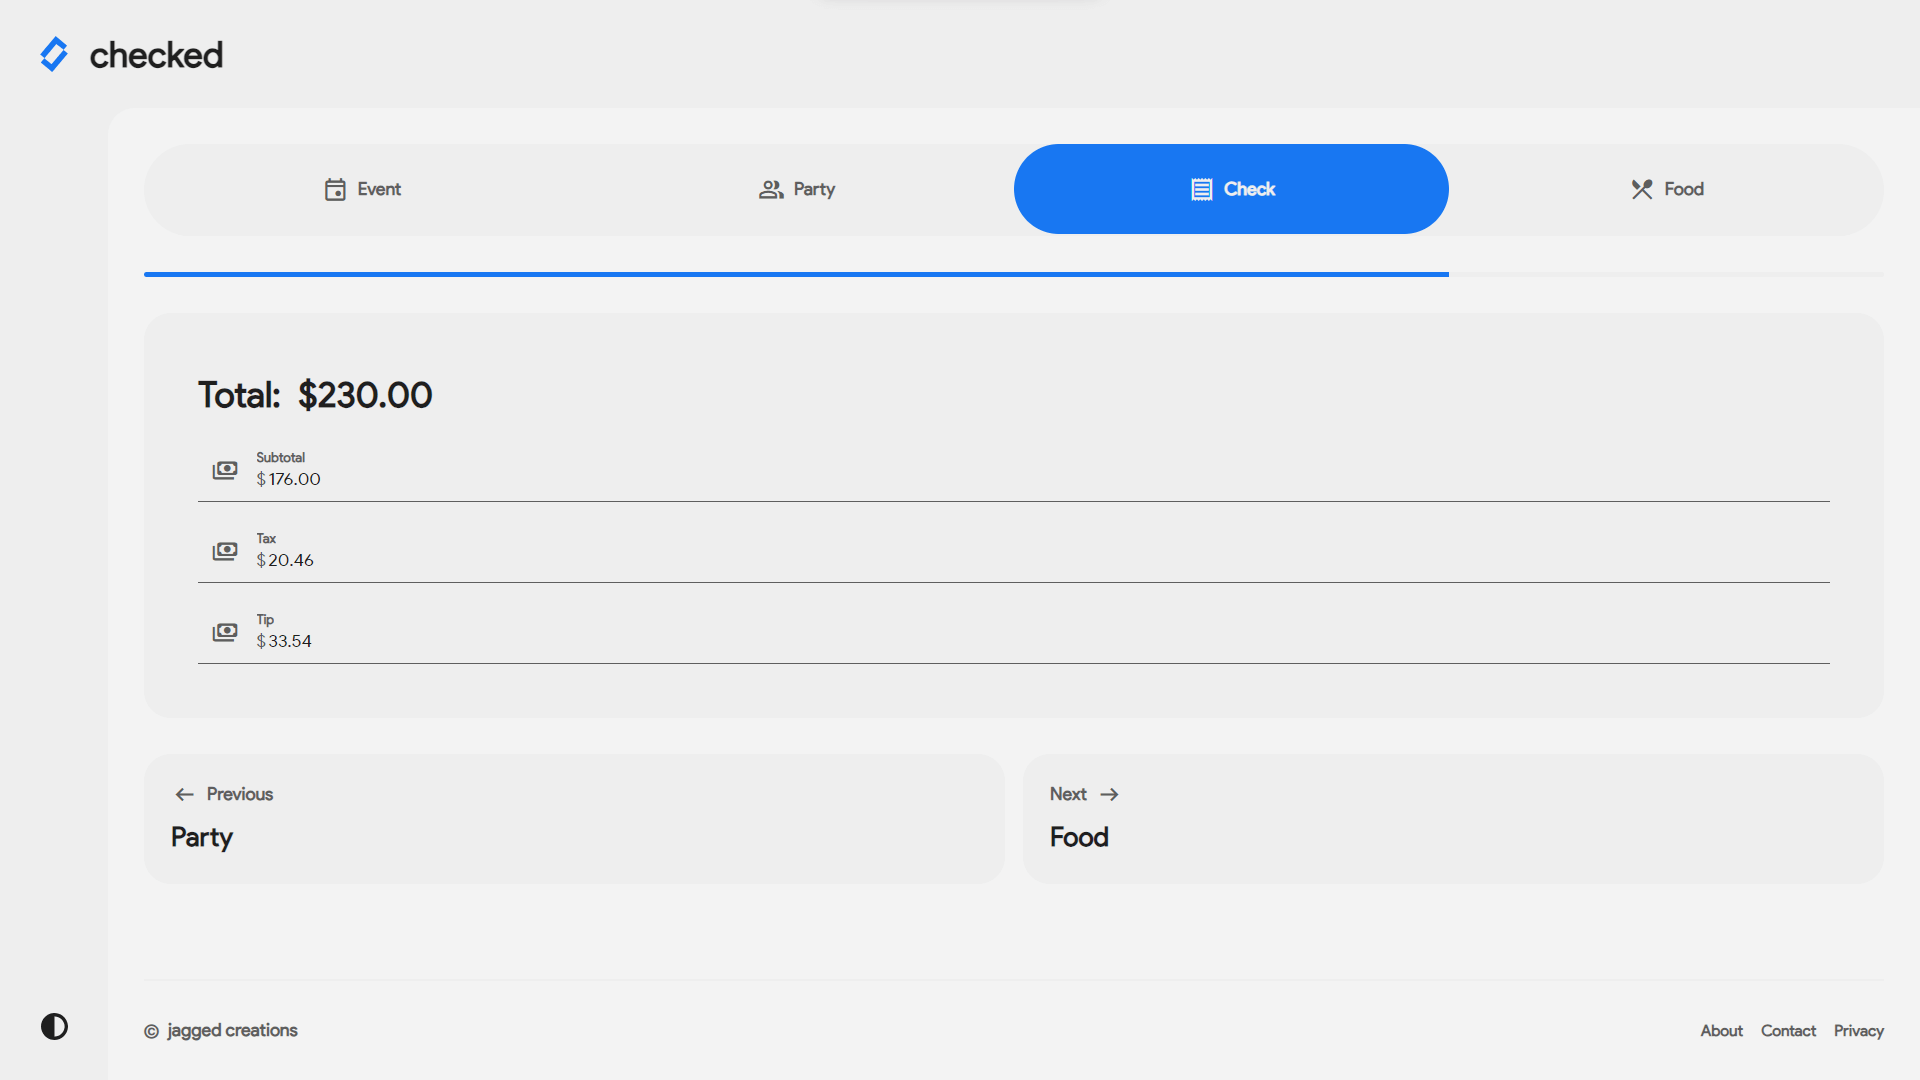 checked
Event
Party
Check
Food
Total: $230.00
Subtotal
$176.00
Tax
$20.46
Tip
$33.54
Previous
Party
Next
Food
© jagged creations
About Contact Privacy